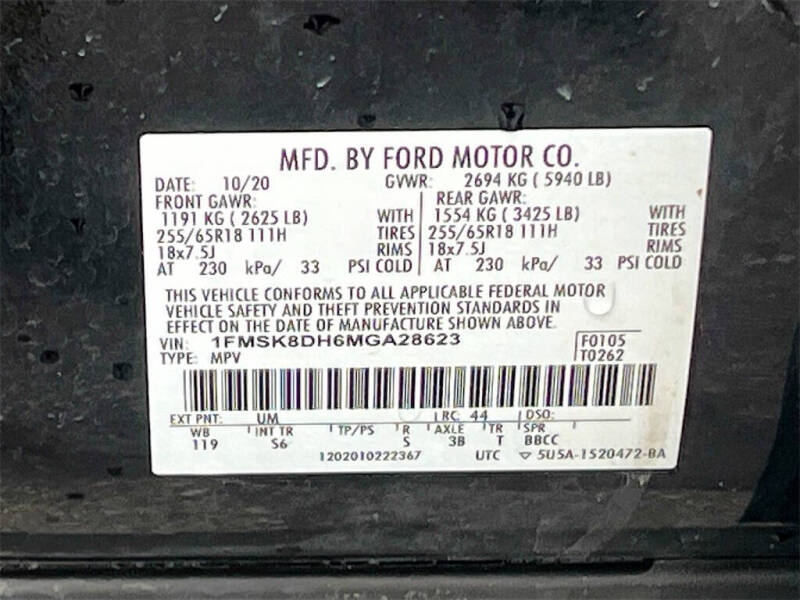 MFD. BY FORD MOTOR CO.
DATE: 10/20 GVWR: 2694 KG ( 5940 LB)
FRONT GAWR: REAR GAWR:
1191 KG ( 2625 LB) WITH 1554 KG ( 3425 LB) WITH
255/65R18 111H TIRES 255/65R18 111H TIRES
18x7.5J RIMS 18x7.5J RIMS
AT 230 kPa/ 33 PSI COLD AT 230 kPa/ 33 PSI COLD
THIS VEHICLE CONFORMS TO ALL APPLICABLE FEDERAL MOTOR
VEHICLE SAFETY AND THEFT PREVENTION STANDARDS IN
EFFECT ON THE DATE OF MANUFACTURE SHOWN ABOVE.
VIN: 1FMSK8DH6MGA28623 F0105
TYPE: MPV T0262
EXT PNT: UM RC: 44 DSO:
WB INT TR TP/PS R AXLE TR SPR
119 S6 S 3B T BBCC
1202010222367 UTC ▽ 5U5A-1520472-BA